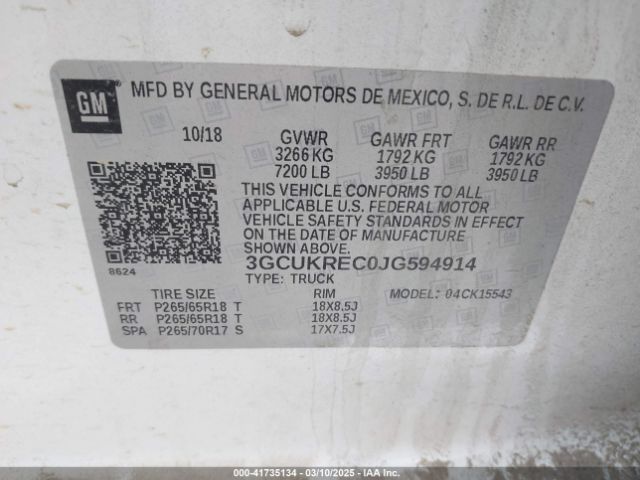 GM MFD BY GENERAL MOTORS DE MEXICO, S. DE R.L. DE C.V.
10/18 GVWR GAWR FRT GAWR RR
3266 KG 1792 KG 1792 KG
7200 LB 3950 LB 3950 LB
THIS VEHICLE CONFORMS TO ALL
APPLICABLE U.S. FEDERAL MOTOR
VEHICLE SAFETY STANDARDS IN EFFECT
ON THE DATE OF MANUFACTURE
SHOWN ABOVE.
8624 3GCUKREC0JG594914
TYPE: TRUCK
TIRE SIZE RIM MODEL: 04CK15543
FRT P265/65R18 T 18X8.5J
RR P265/65R18 T 18X8.5J
SPA P265/70R17 S 17X7.5J
000-41735134 — 03/10/2025 — IAAI.COM